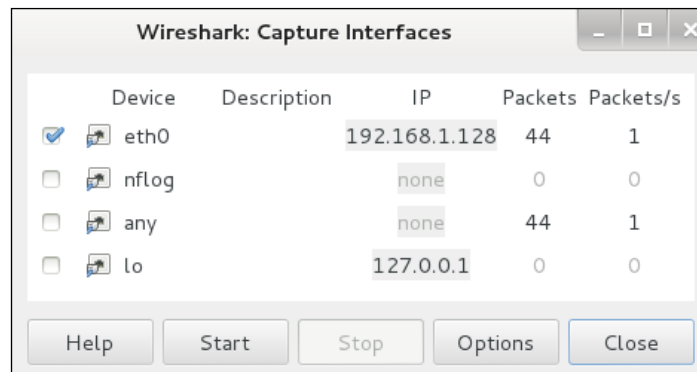 Wireshark: Capture Interfaces
Device Description IP Packets Packets/s
eth0 192.168.1.128 44 1
nflog none 0 0
any none 44 1
lo 127.0.0.1 0 0
Help Start Stop Options Close